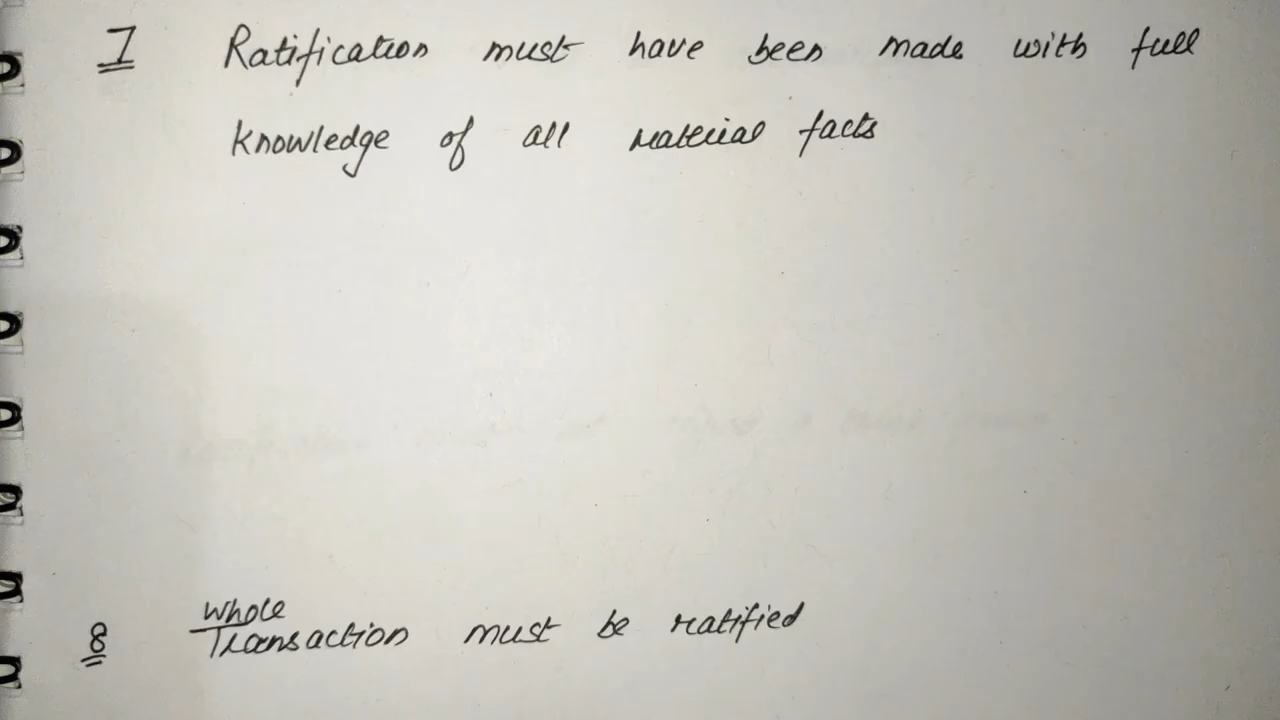 7 Ratification must have been made with full
knowledge of all material facts
whole
8 Transaction must be ratified